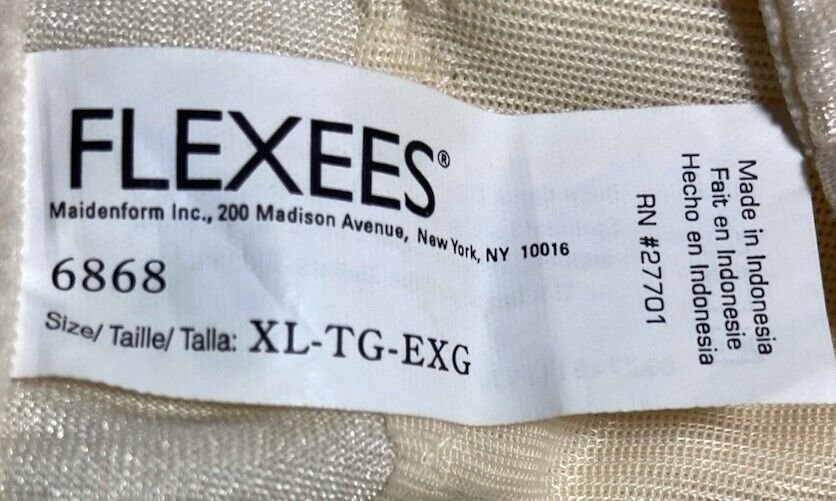 FLEXEES®
Maidenform Inc., 200 Madison Avenue, New York, NY 10016
6868
Size/ Taille/ Talla: XL-TG-EXG
RN #27701
Made in Indonesia
Fait en Indonesie
Hecho en Indonesia